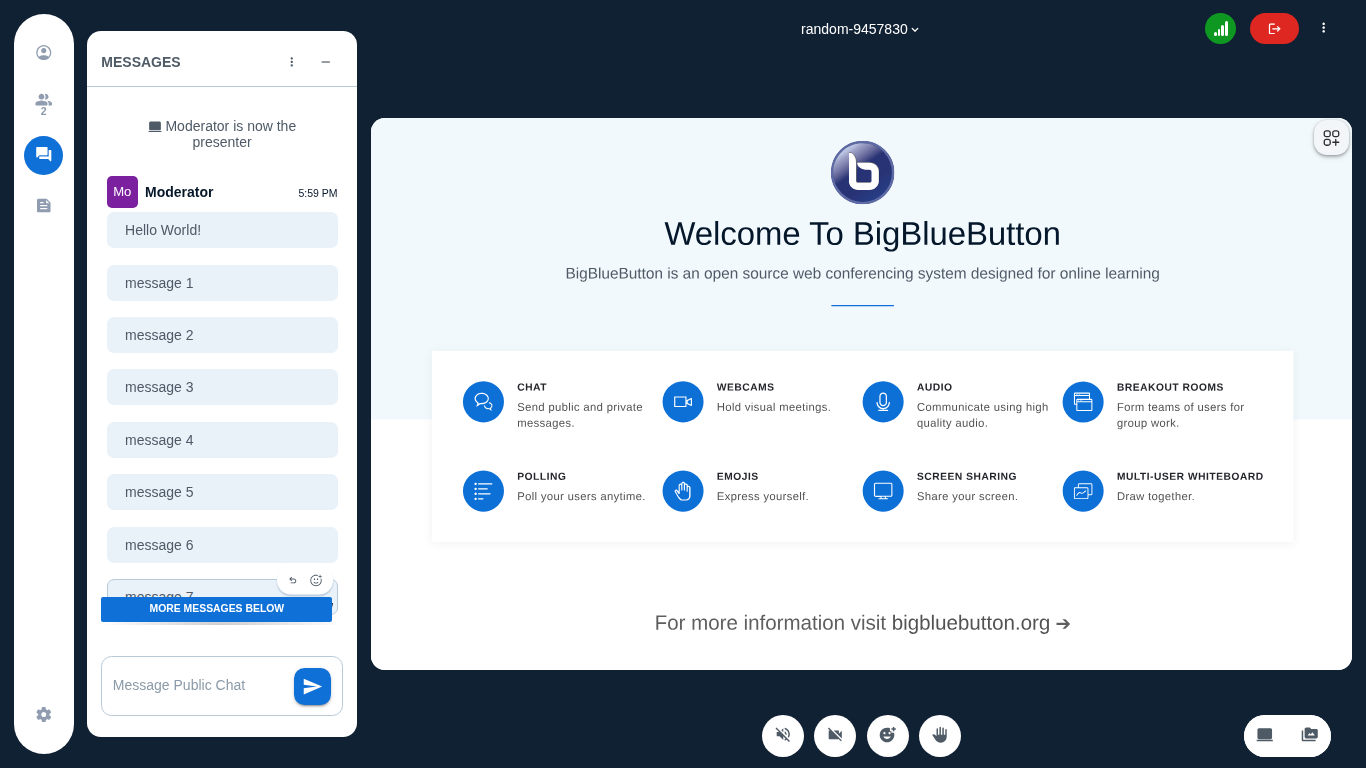 random-9457830
2
MESSAGES
Moderator is now the
presenter
Mo
Moderator
5:59 PM
Hello World!
message 1
message 2
message 3
message 4
message 5
message 6
message 7
MORE MESSAGES BELOW
Message Public Chat
Welcome To BigBlueButton
BigBlueButton is an open source web conferencing system designed for online learning
CHAT
Send public and private
messages.
WEBCAMS
Hold visual meetings.
AUDIO
Communicate using high
quality audio.
BREAKOUT ROOMS
Form teams of users for
group work.
POLLING
Poll your users anytime.
EMOJIS
Express yourself.
SCREEN SHARING
Share your screen.
MULTI-USER WHITEBOARD
Draw together.
For more information visit bigbluebutton.org ➔